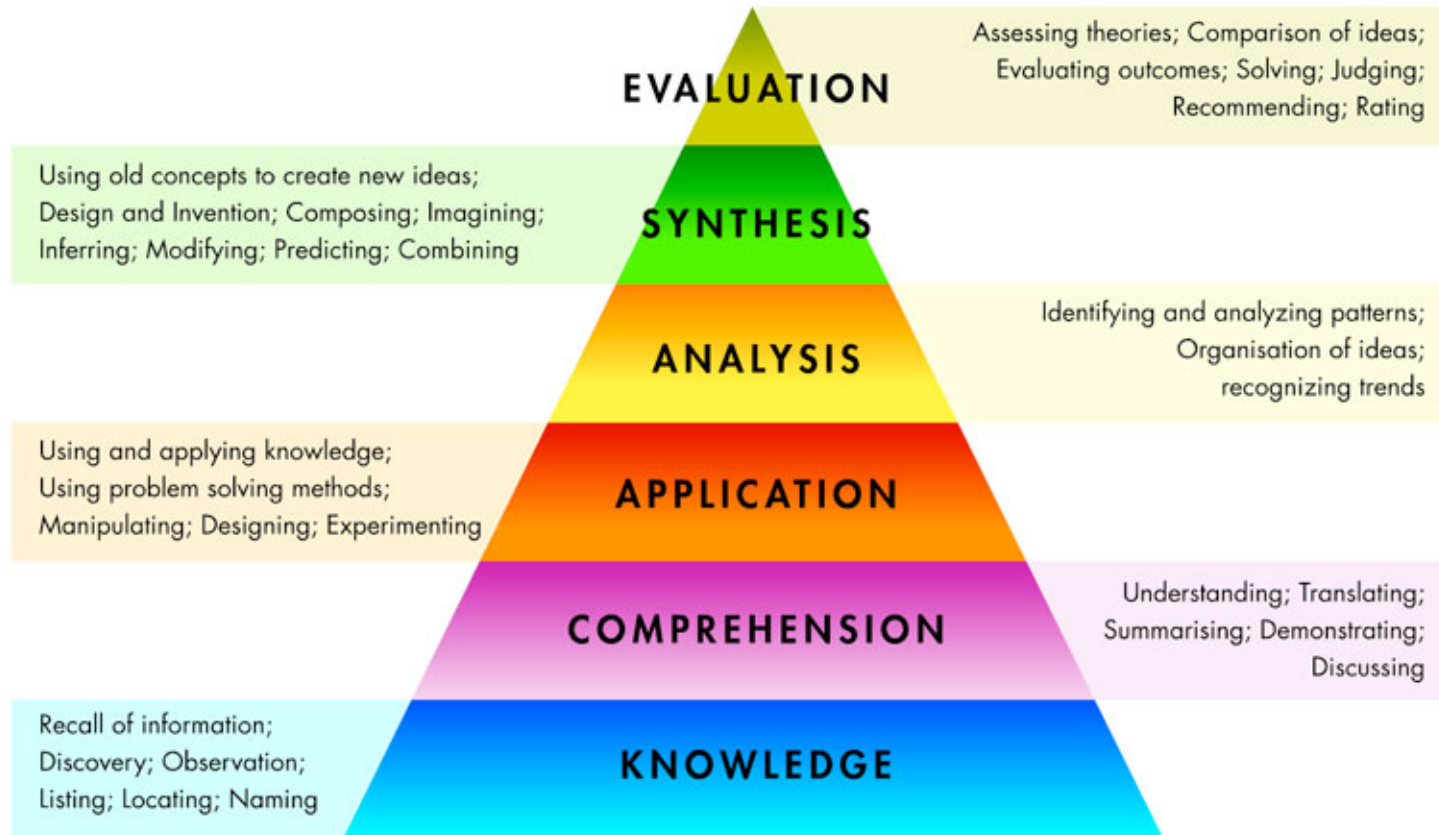 EVALUATION
Assessing theories; Comparison of ideas;
Evaluating outcomes; Solving; Judging;
Recommending; Rating
Using old concepts to create new ideas;
Design and Invention; Composing; Imagining;
Inferring; Modifying; Predicting; Combining
SYNTHESIS
ANALYSIS
Identifying and analyzing patterns;
Organisation of ideas;
recognizing trends
Using and applying knowledge;
Using problem solving methods;
Manipulating; Designing; Experimenting
APPLICATION
COMPREHENSION
Understanding; Translating;
Summarising; Demonstrating;
Discussing
Recall of information;
Discovery; Observation;
Listing; Locating; Naming
KNOWLEDGE